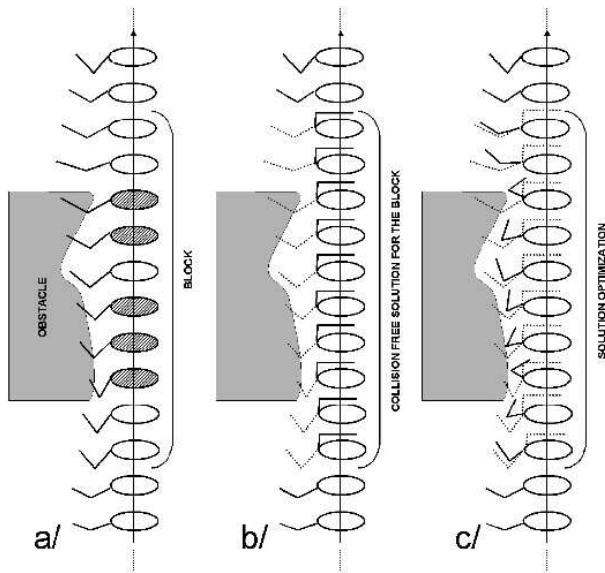 OBSTACLE
BLOCK
a/
COLLISION FREE SOLUTION FOR THE BLOCK
b/
SOLUTION OPTIMIZATION
c/